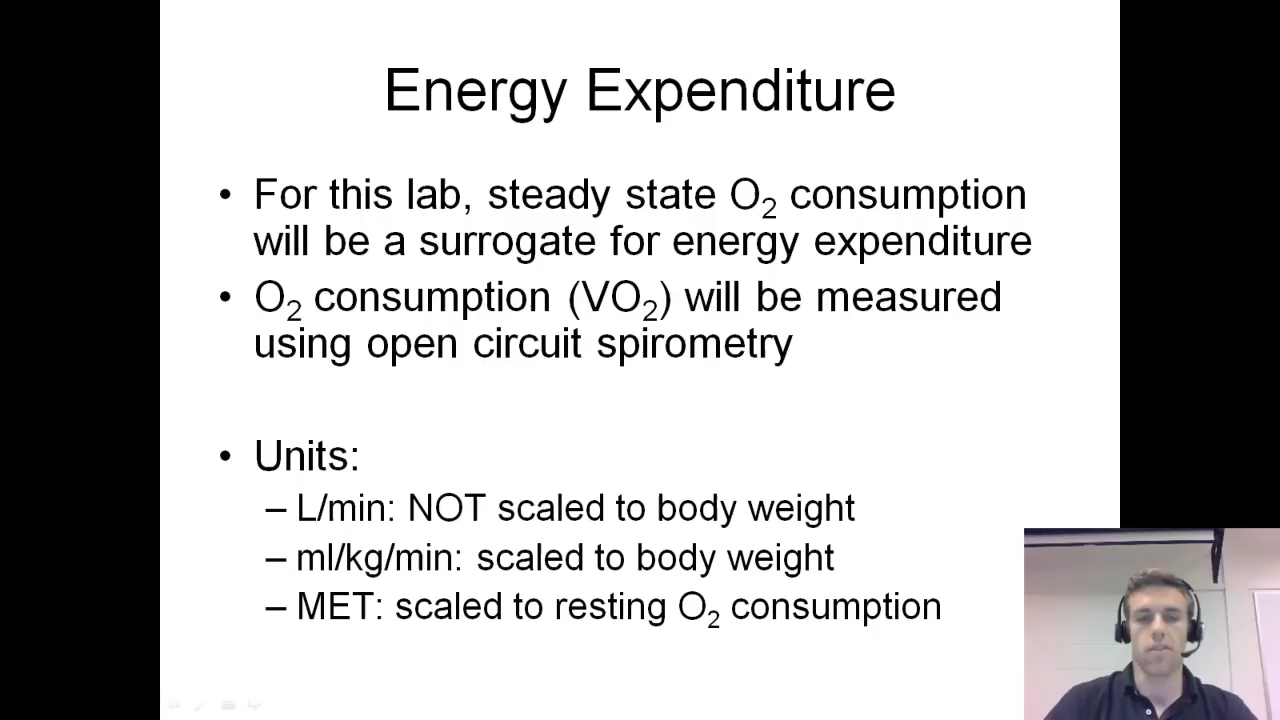 Energy Expenditure
• For this lab, steady state O₂ consumption
will be a surrogate for energy expenditure
• O₂ consumption (VO₂) will be measured
using open circuit spirometry
• Units:
– L/min: NOT scaled to body weight
– ml/kg/min: scaled to body weight
– MET: scaled to resting O₂ consumption